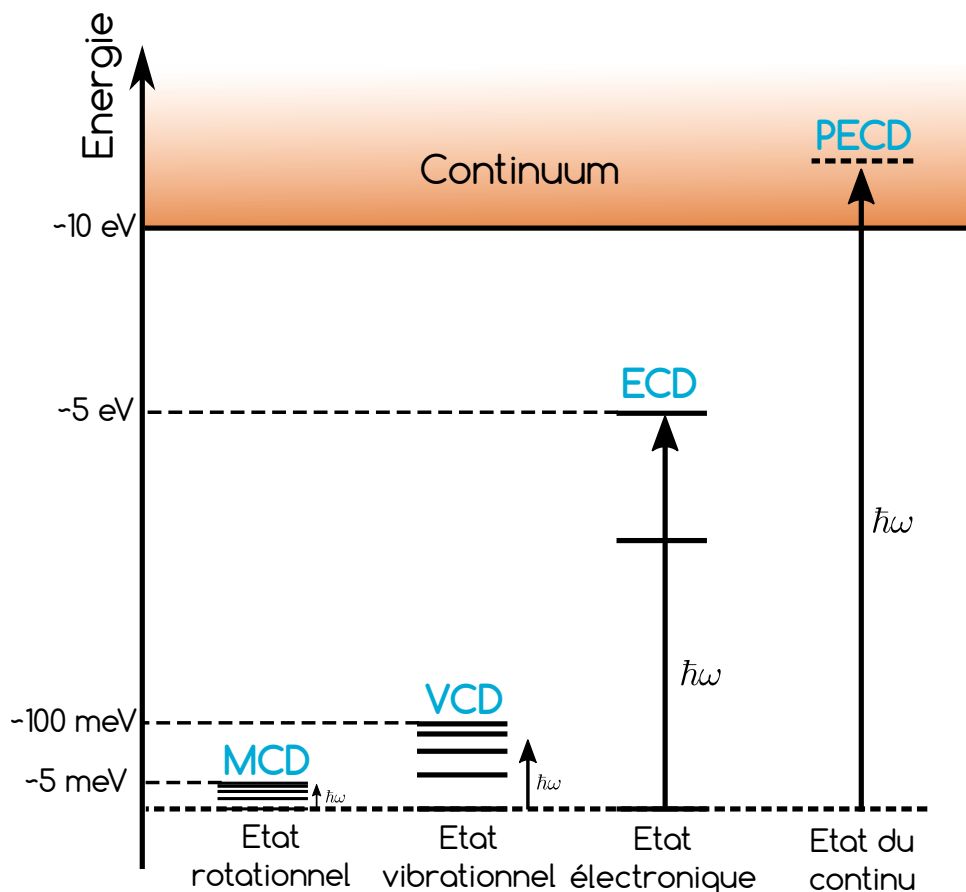 Energie
PECD
Continuum
~10 eV
ECD
~5 eV
ħω
ħω
VCD
~100 meV
MCD
~5 meV
ħω
ħω
Etat
rotationnel
Etat
vibrationnel
Etat
électronique
Etat du
continu